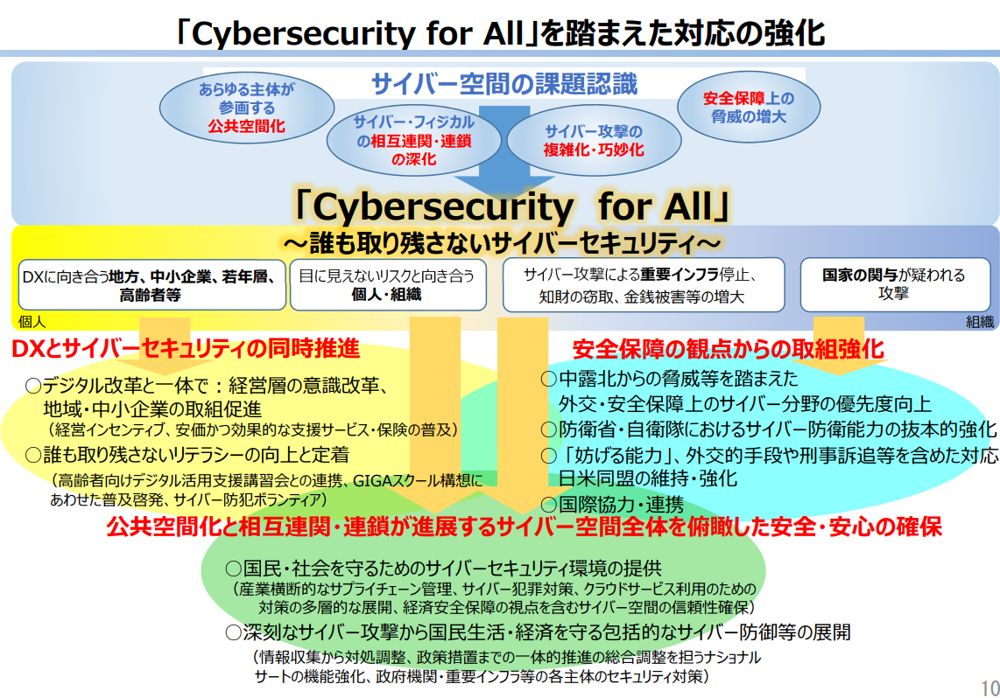 「Cybersecurity for All」を踏まえた対応の強化
サイバー空間の課題認識
あらゆる主体が
参画する
公共空間化
サイバー・フィジカル
の相互連関・連鎖
の深化
サイバー攻撃の
複雑化・巧妙化
安全保障上の
脅威の増大
「Cybersecurity for All」
～誰も取り残さないサイバーセキュリティ～
DXに向き合う地方、中小企業、若年層、
高齢者等
目に見えないリスクと向き合う
個人・組織
サイバー攻撃による重要インフラ停止、
知財の窃取、金銭被害等の増大
国家の関与が疑われる
攻撃
個人
組織
DXとサイバーセキュリティの同時推進
○デジタル改革と一体で：経営層の意識改革、
地域・中小企業の取組促進
（経営インセンティブ、安価かつ効果的な支援サービス・保険の普及）
○誰も取り残さないリテラシーの向上と定着
（高齢者向けデジタル活用支援講習会との連携、GIGAスクール構想に
あわせた普及啓発、サイバー防犯ボランティア）
安全保障の観点からの取組強化
○中露北からの脅威等を踏まえた
外交・安全保障上のサイバー分野の優先度向上
○防衛省・自衛隊におけるサイバー防衛能力の抜本的強化
○「妨げる能力」、外交的手段や刑事訴追等を含めた対応
日米同盟の維持・強化
○国際協力・連携
公共空間化と相互連関・連鎖が進展するサイバー空間全体を俯瞰した安全・安心の確保
○国民・社会を守るためのサイバーセキュリティ環境の提供
（産業横断的なサプライチェーン管理、サイバー犯罪対策、クラウドサービス利用のための
対策の多層的な展開、経済安全保障の視点を含むサイバー空間の信頼性確保）
○深刻なサイバー攻撃から国民生活・経済を守る包括的なサイバー防御等の展開
（情報収集から対処調整、政策措置までの一体的推進の総合調整を担うナショナル
サートの機能強化、政府機関・重要インフラ等の各主体のセキュリティ対策）
10